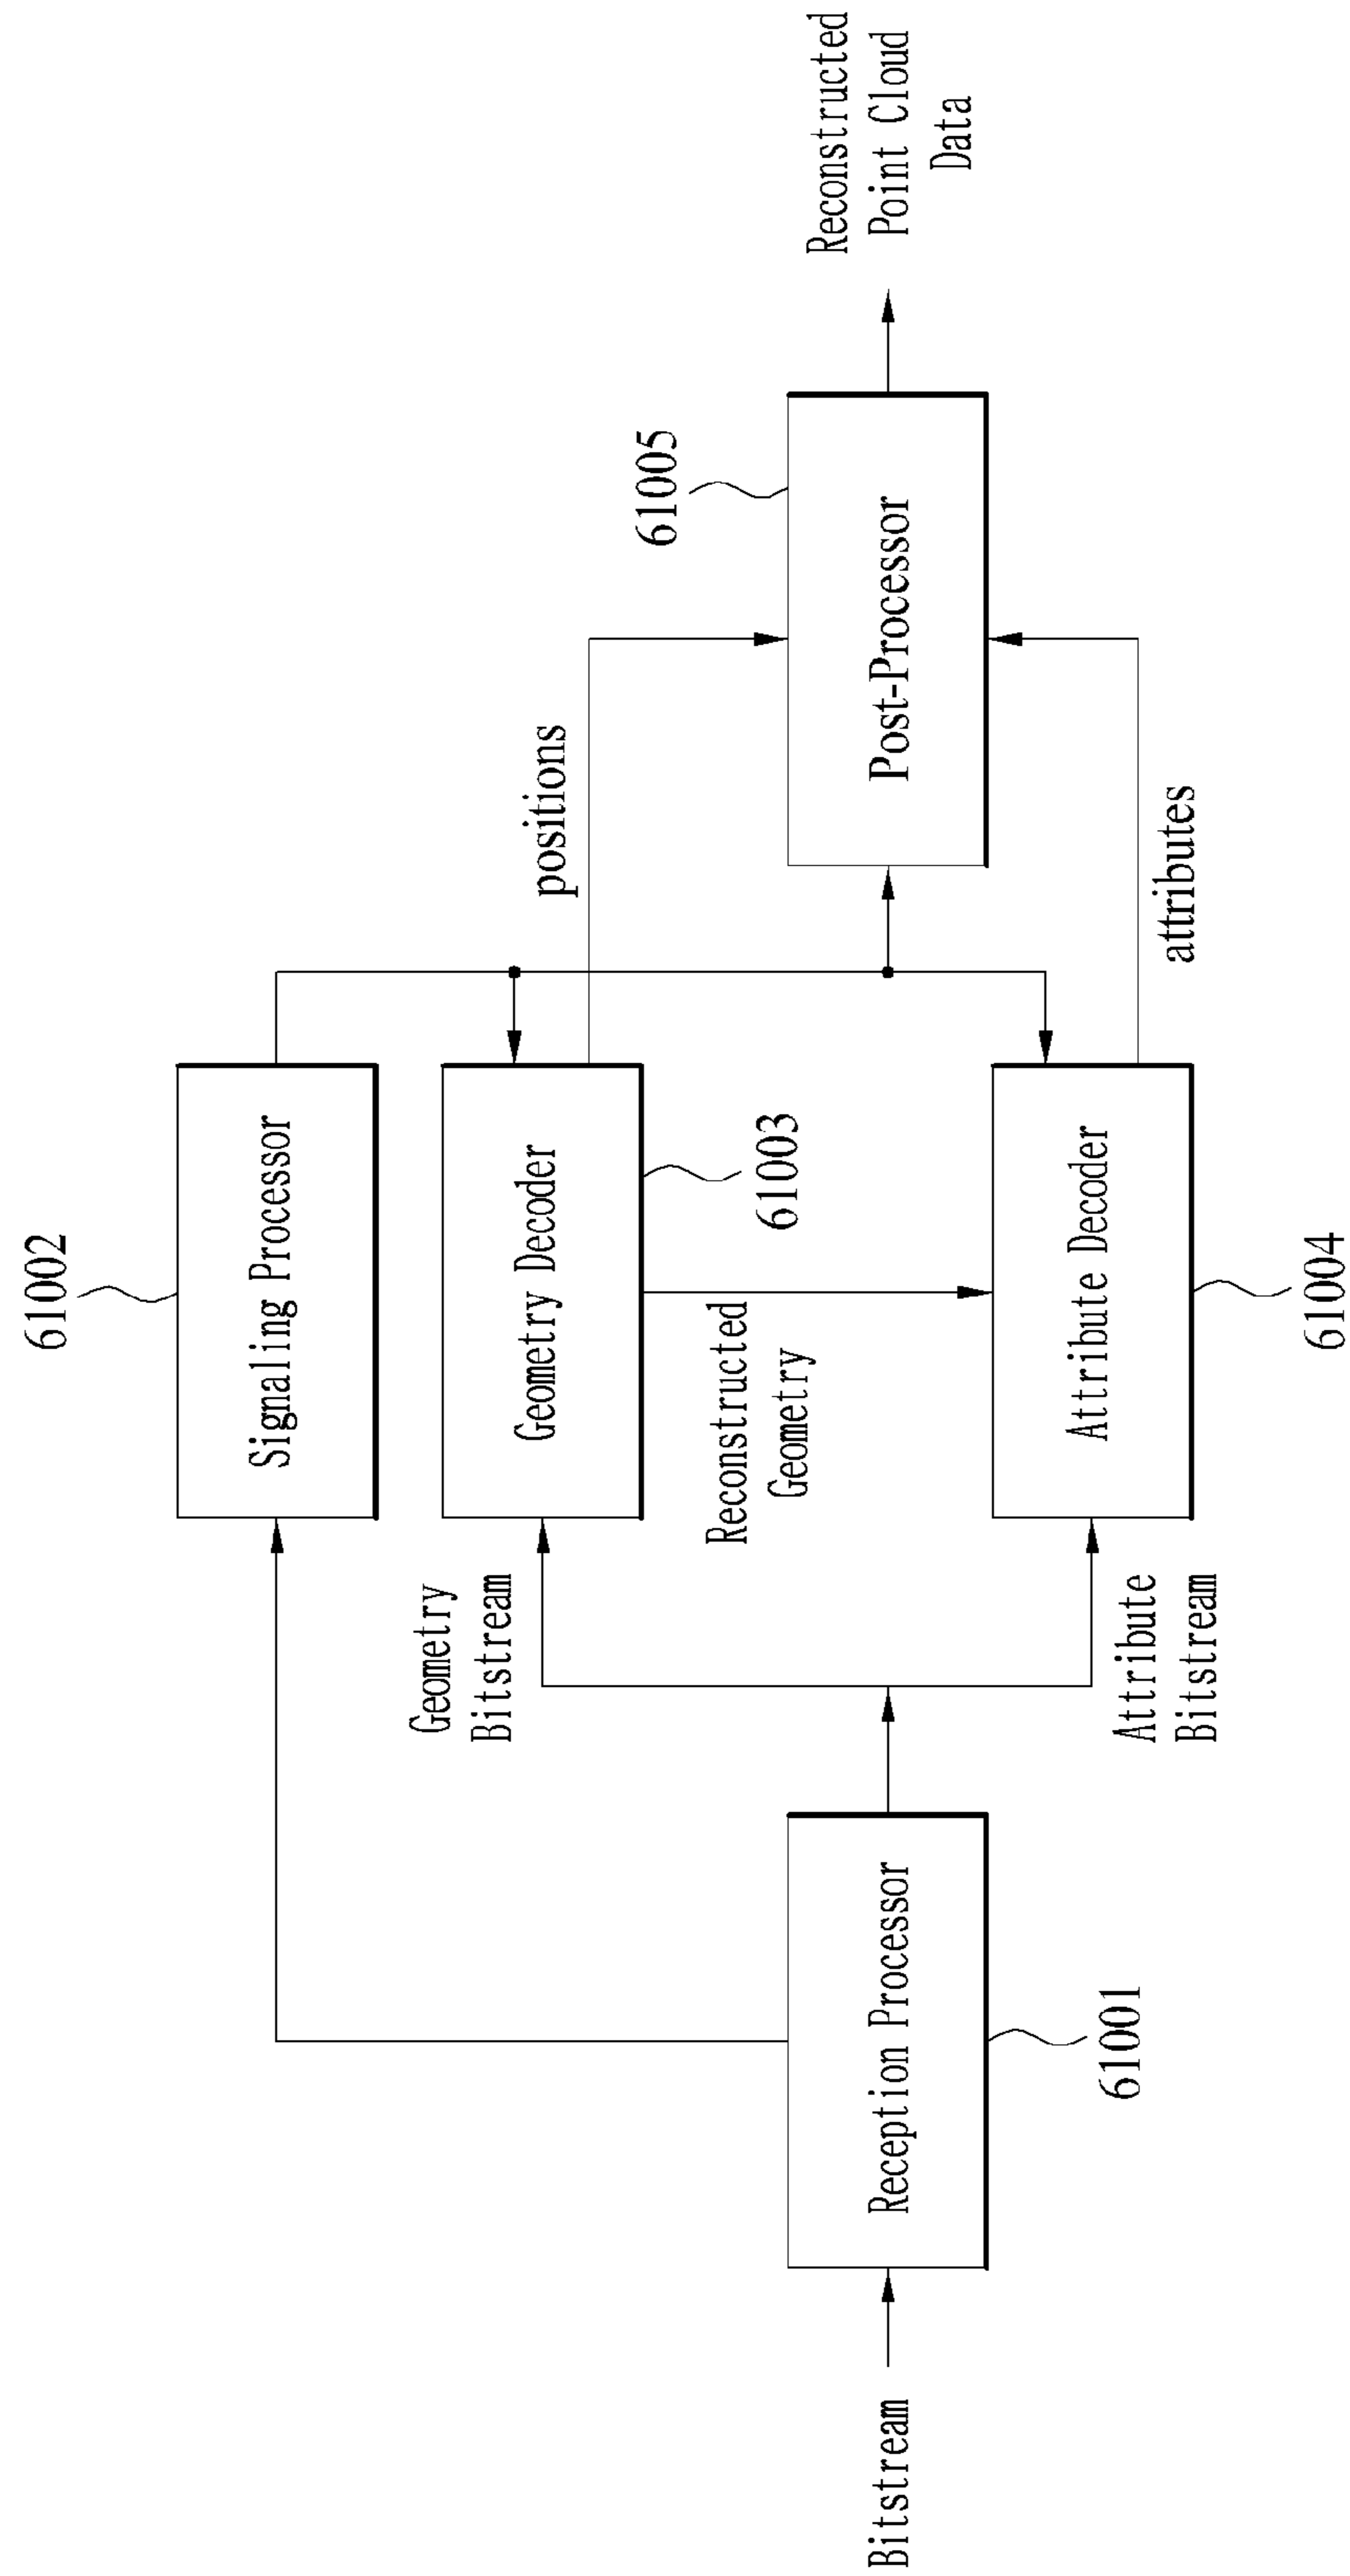 61002
Signaling Processor
Geometry
Bitstream
Geometry Decoder
61003
positions
61005
Reconstructed
Geometry
Bitstream
Reception Processor
61001
Post-Processor
Reconstructed
Point Cloud
Data
Attribute
Bitstream
Attribute Decoder
61004
attributes